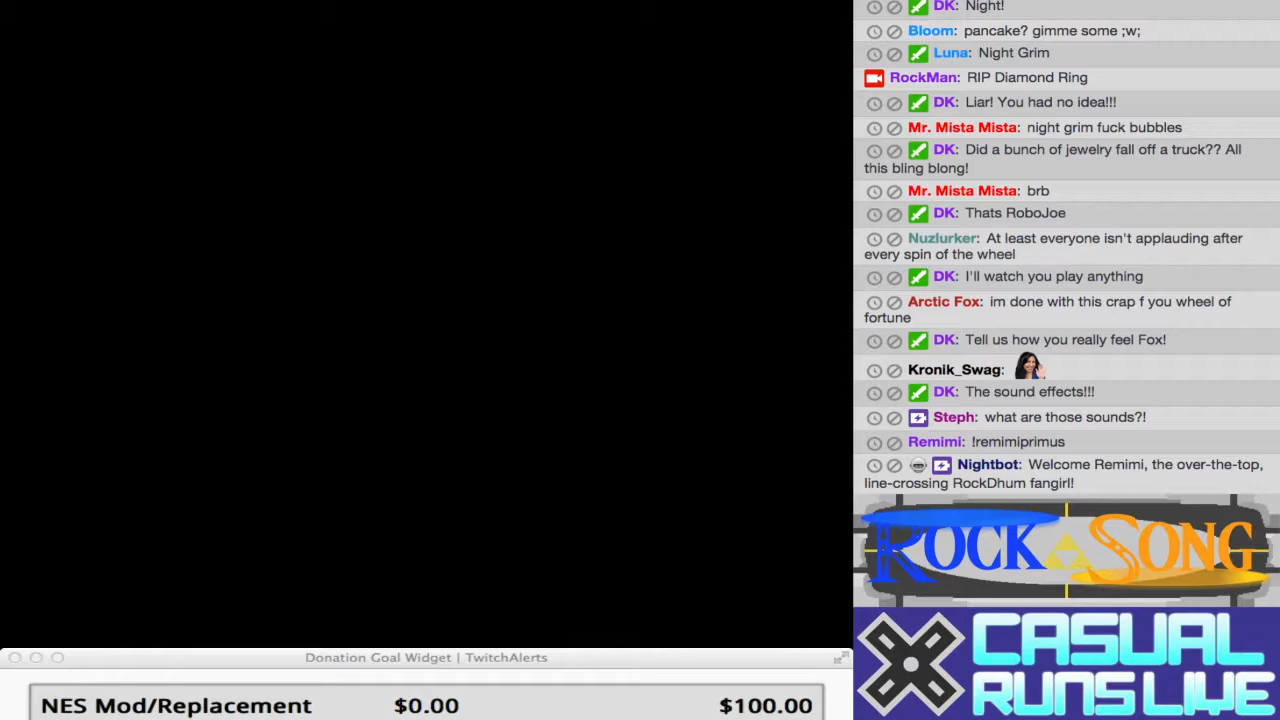 DK: Night!
Bloom: pancake? gimme some ;w;
Luna: Night Grim
RockMan: RIP Diamond Ring
DK: Liar! You had no idea!!!
Mr. Mista Mista: night grim fuck bubbles
DK: Did a bunch of jewelry fall off a truck?? All
this bling blong!
Mr. Mista Mista: brb
DK: Thats RoboJoe
Nuzlurker: At least everyone isn't applauding after
every spin of the wheel
DK: I'll watch you play anything
Arctic Fox: im done with this crap f you wheel of
fortune
DK: Tell us how you really feel Fox!
Kronik_Swag:
DK: The sound effects!!!
Steph: what are those sounds?!
Remimi: !remimiprimus
Nightbot: Welcome Remimi, the over-the-top,
line-crossing RockDhum fangirl!
ROCK SONG
CASUAL
RUNS LIVE
Donation Goal Widget | TwitchAlerts
NES Mod/Replacement $0.00 $100.00